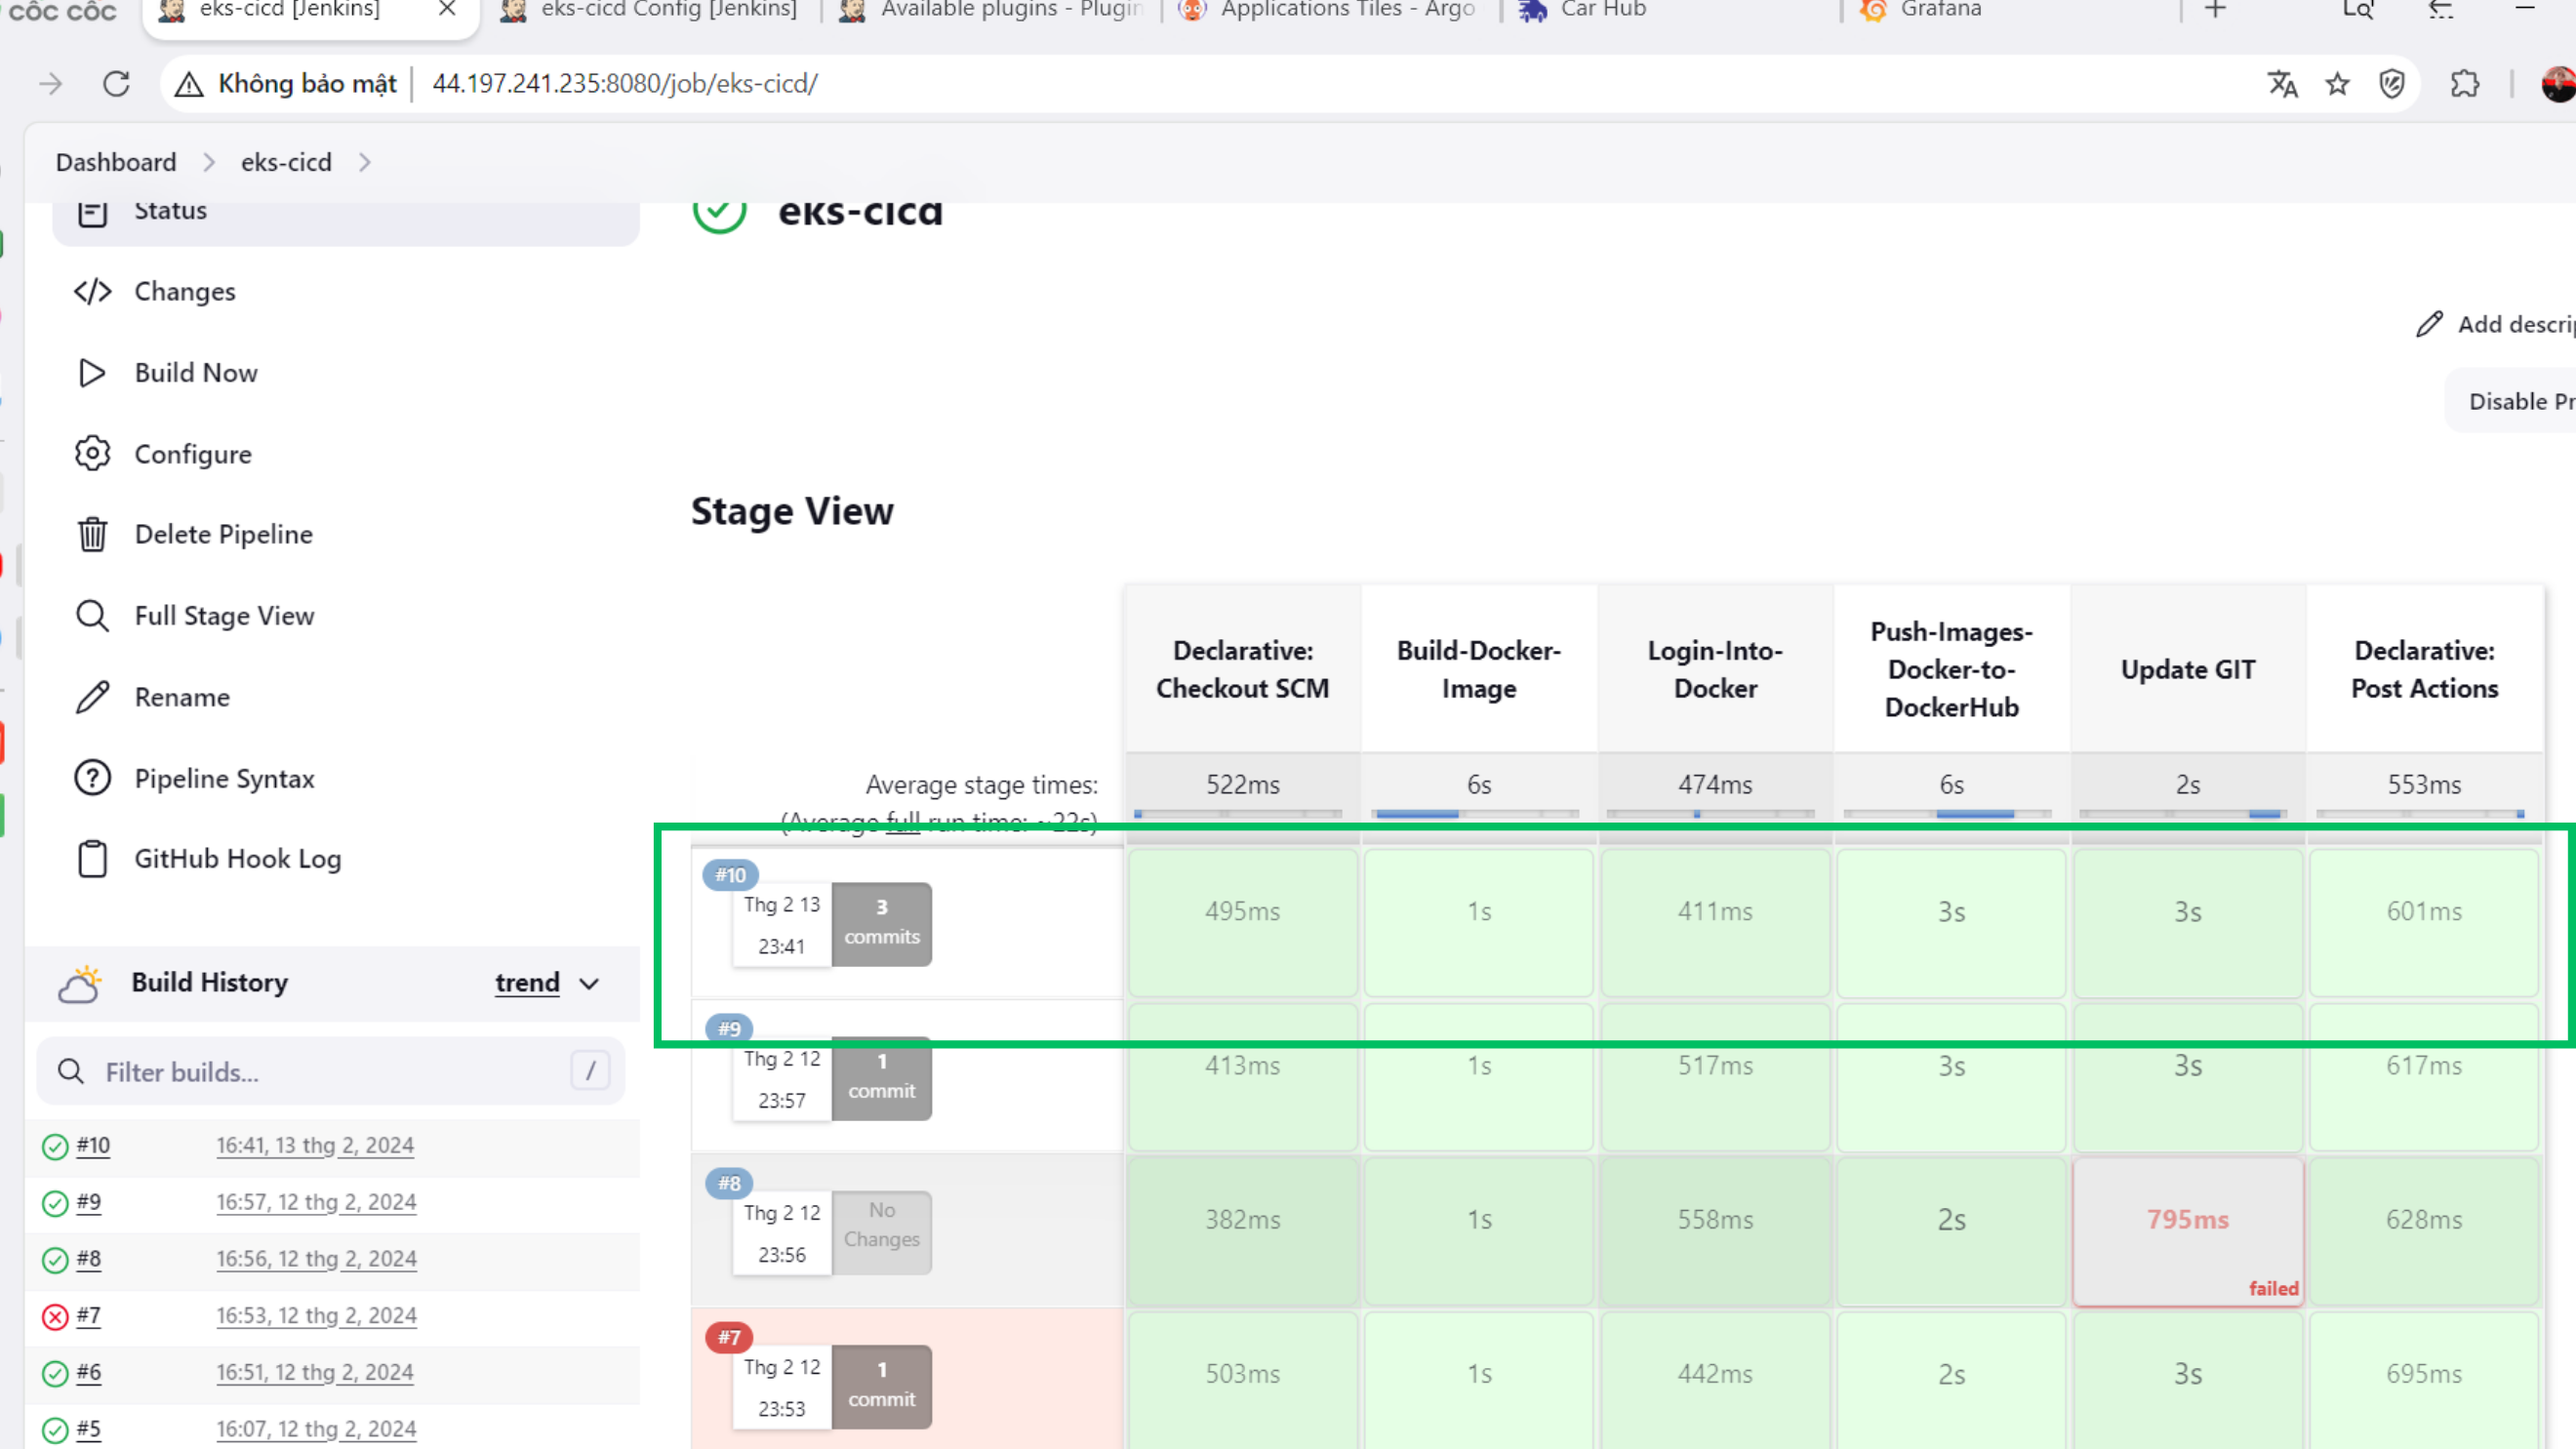 cốc cốc
eks-cicd [Jenkins]
eks-cicd Config [Jenkins]
Available plugins - Plugin
Applications Tiles - Argo
Car Hub
Grafana
Không bảo mật
44.197.241.235:8080/job/eks-cicd/
Dashboard
eks-cicd
Status
Changes
Build Now
Configure
Delete Pipeline
Full Stage View
Rename
Pipeline Syntax
GitHub Hook Log
Build History
trend
Filter builds...
/
#10
16:41, 13 thg 2, 2024
#9
16:57, 12 thg 2, 2024
#8
16:56, 12 thg 2, 2024
#7
16:53, 12 thg 2, 2024
#6
16:51, 12 thg 2, 2024
#5
16:07, 12 thg 2, 2024
eks-cicd
Add descrip
Disable Pr
Stage View
Declarative:
Checkout SCM
Build-Docker-
Image
Login-Into-
Docker
Push-Images-
Docker-to-
DockerHub
Update GIT
Declarative:
Post Actions
Average stage times:
(Average full run time: ~22s)
522ms
6s
474ms
6s
2s
553ms
#10
Thg 2 13
23:41
3
commits
495ms
1s
411ms
3s
3s
601ms
#9
Thg 2 12
23:57
1
commit
413ms
1s
517ms
3s
3s
617ms
#8
Thg 2 12
23:56
No
Changes
382ms
1s
558ms
2s
795ms
failed
628ms
#7
Thg 2 12
23:53
1
commit
503ms
1s
442ms
2s
3s
695ms